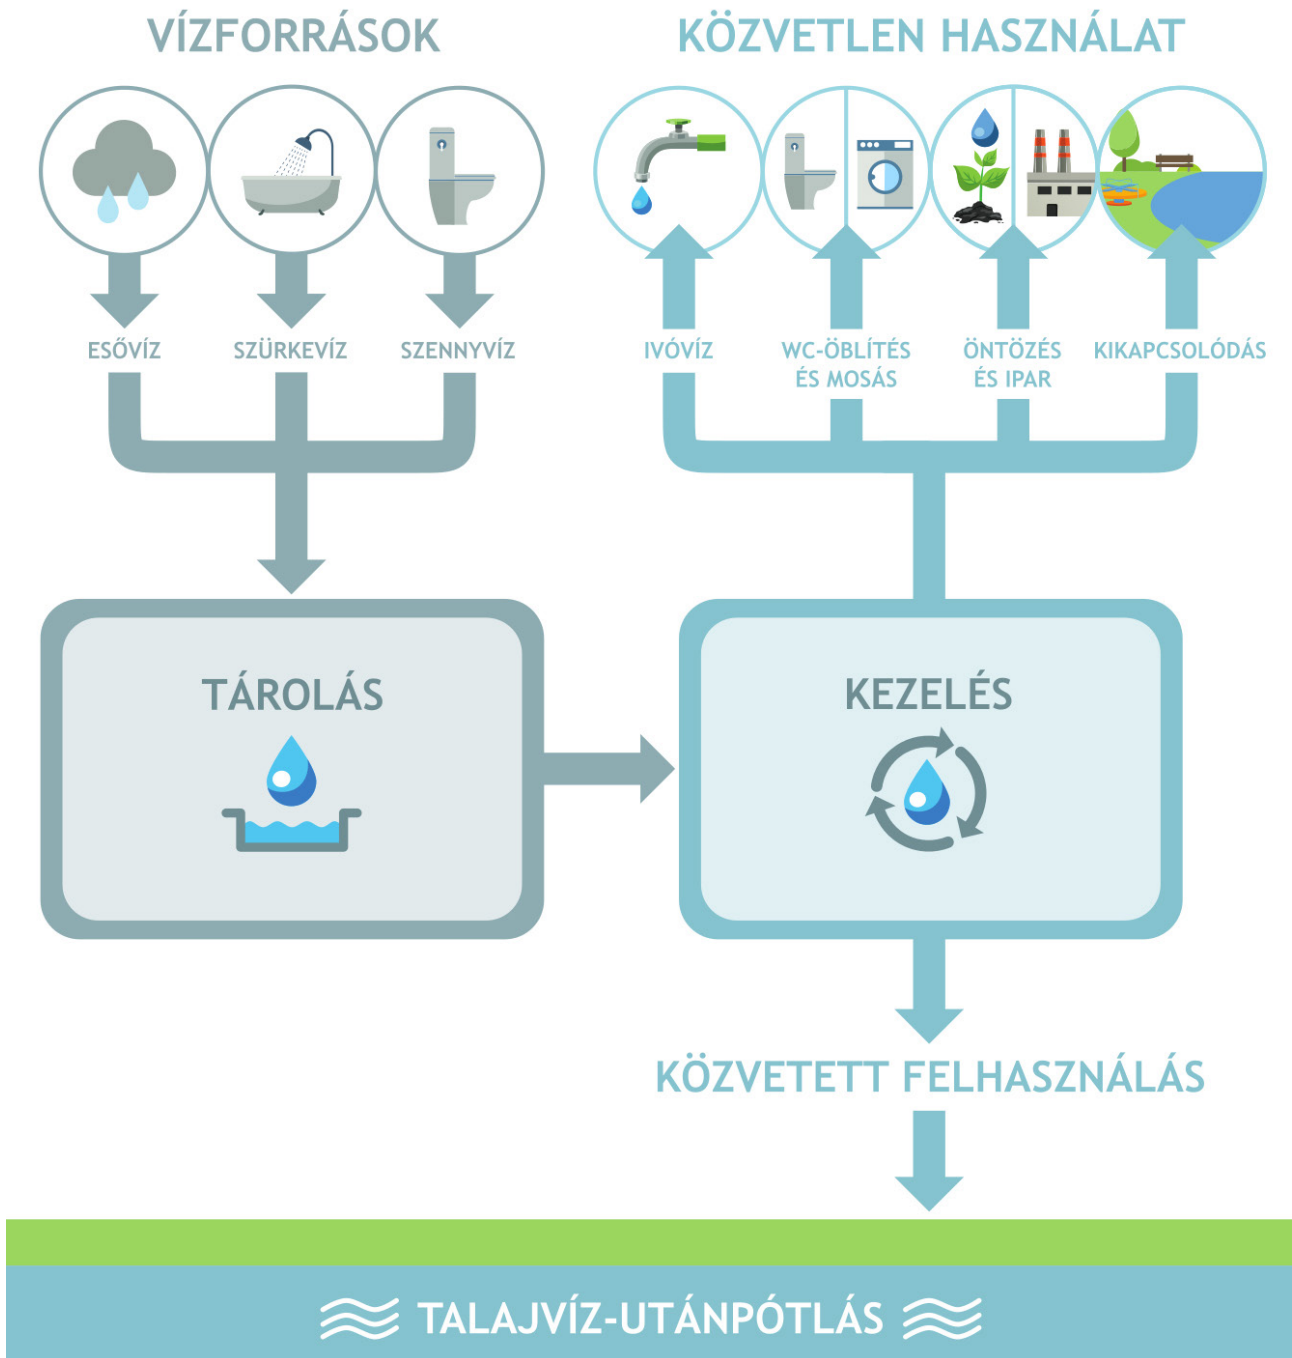 VÍZFORRÁSOK
ESŐVÍZ
SZÜRKEVÍZ
SZENNYVÍZ
KÖZVETLEN HASZNÁLAT
IVÓVÍZ
WC-ÖBLÍTÉS
ÉS MOSÁS
ÖNTÖZÉS
ÉS IPAR
KIKAPCSOLÓDÁS
TÁROLÁS
KEZELÉS
KÖZVETETT FELHASZNÁLÁS
TALAJVÍZ-UTÁNPÓTLÁS